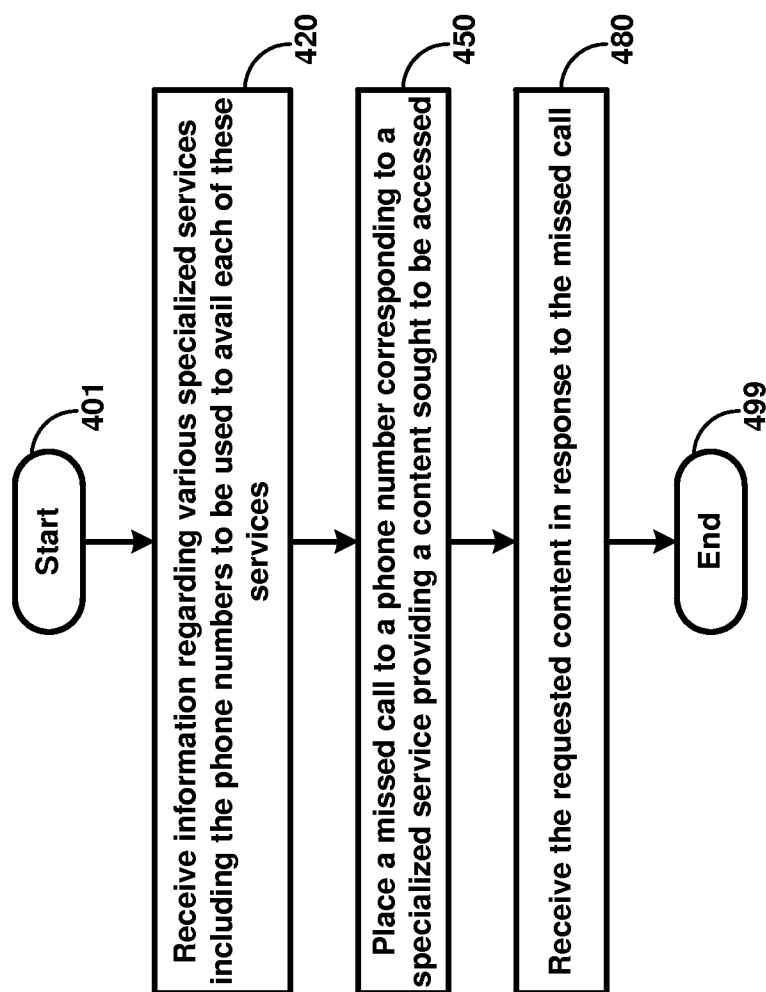 Start
401
Receive information regarding various specialized services
including the phone numbers to be used to avail each of these
services
420
Place a missed call to a phone number corresponding to a
specialized service providing a content sought to be accessed
450
Receive the requested content in response to the missed call
480
End
499